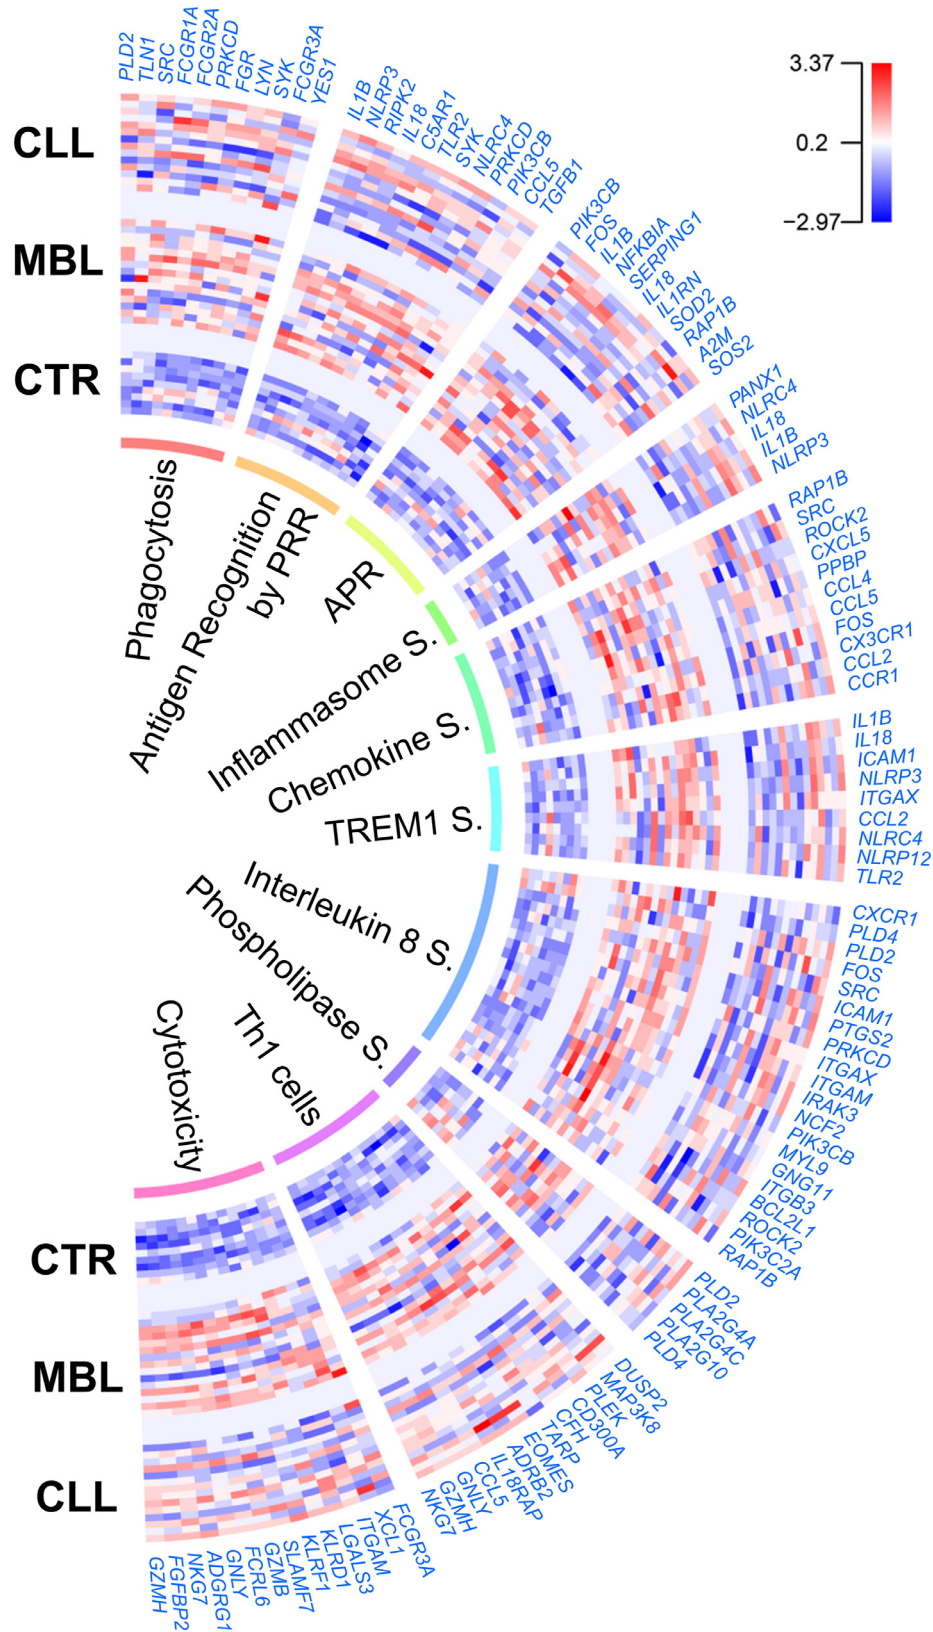 PLD2
TLN1
SRC
FCGR1A
FCGR2A
PRKCD
FGR
LYN
SYK
FCGR3A
YES1
IL1B
NLRP3
RIPK2
IL18
C5AR1
TLR2
SYK
NLRC4
PRKCD
PIK3CB
CCL5
TGFB1
3.37
0.2
−2.97
CLL
MBL
CTR
PIK3CB
FOS
IL1B
NFKBIA
SERPING1
IL18
IL1RN
SOD2
RAP1B
A2M
SOS2
PANX1
NLRC4
IL18
IL1B
NLRP3
RAP1B
SRC
ROCK2
CXCL5
PPBP
CCL4
CCL5
FOS
CX3CR1
CCL2
CCR1
IL1B
IL18
ICAM1
NLRP3
ITGAX
CCL2
NLRC4
NLRP12
TLR2
CXCR1
PLD4
PLD2
FOS
SRC
ICAM1
PTGS2
PRKCD
ITGAX
ITGAM
IRAK3
NCF2
PIK3CB
MYL9
GNG11
ITGB3
BCL2L1
ROCK2
PIK3C2A
RAP1B
PLD2
PLA2G4A
PLA2G4C
PLA2G10
PLD4
DUSP2
MAP3K8
PLEK
CD300A
CFH
TARP
EOMES
ADRB2
IL18RAP
CCL5
GNLY
GZMH
NKG7
FCGR3A
XCL1
ITGAM
LGALS3
KLRD1
KLRF1
SLAMF7
GZMB
FCRL6
GNLY
ADGRG1
NKG7
FGFBP2
GZMH
Phagocytosis
Antigen Recognition
by PRR
APR
Inflammasome S.
Chemokine S.
TREM1 S.
Interleukin 8 S.
Phospholipase S.
Th1 cells
Cytotoxicity
CTR
MBL
CLL